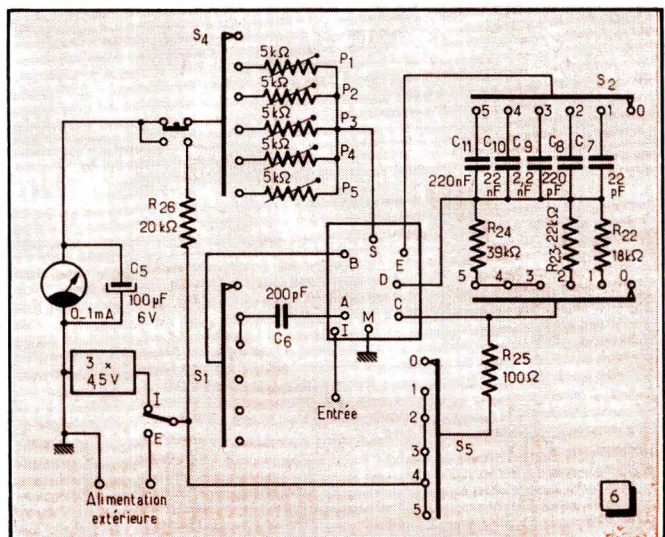 S4
5kΩ P1
5kΩ P2
5kΩ P3
5kΩ P4
5kΩ P5
S2
5 4 3 2 1 0
C11 C10 C9 C8 C7
220nF 22 nF 2,2 nF 220 pF 22 pF
R26
20kΩ
R24
39kΩ
R23 22kΩ
R22
18kΩ
5 4 3 2 1 0
B
S
E
D
A
C
I
M
0_1mA
C5
100µF
6V
200pF
C6
S1
3 x
4,5V
I
E
Entrée
R25
100Ω
0
1
2
3
4
5
S5
Alimentation
extérieure
6